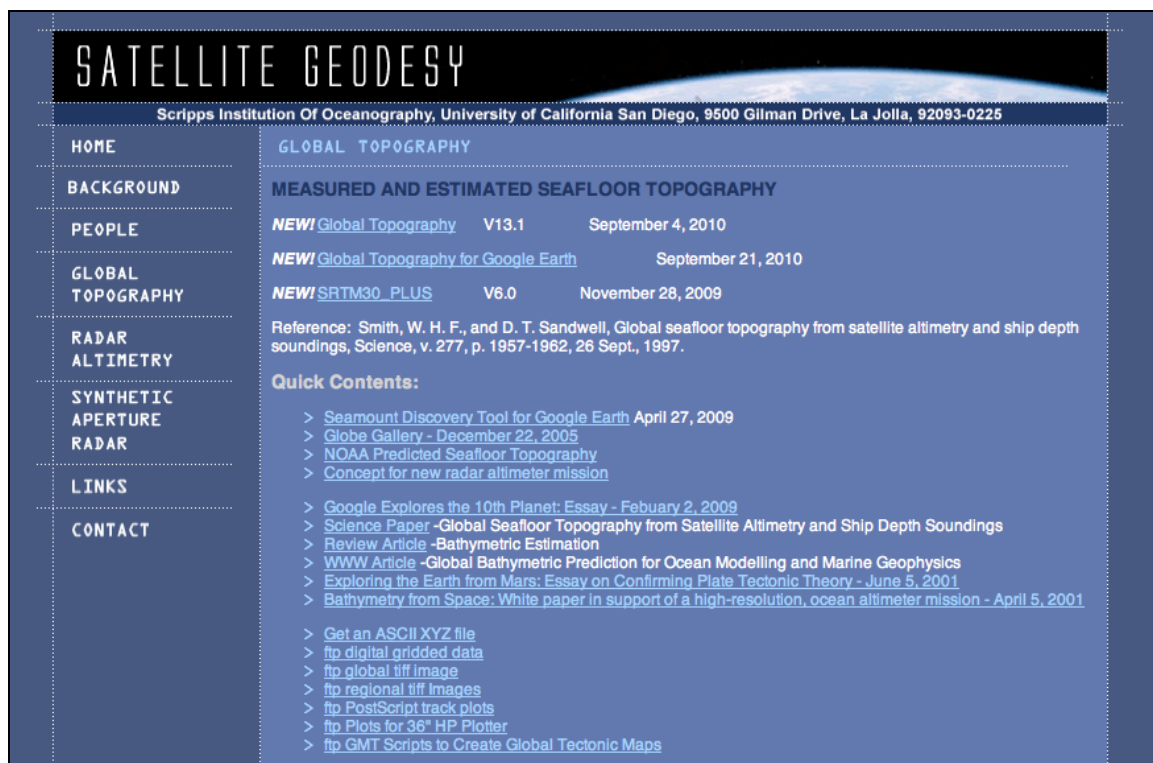 SATELLITE GEODESY
Scripps Institution Of Oceanography, University of California San Diego, 9500 Gilman Drive, La Jolla, 92093-0225
HOME
BACKGROUND
PEOPLE
GLOBAL
TOPOGRAPHY
RADAR
ALTIMETRY
SYNTHETIC
APERTURE
RADAR
LINKS
CONTACT
GLOBAL TOPOGRAPHY
MEASURED AND ESTIMATED SEAFLOOR TOPOGRAPHY
NEW! Global Topography V13.1 September 4, 2010
NEW! Global Topography for Google Earth September 21, 2010
NEW! SRTM30_PLUS V6.0 November 28, 2009
Reference: Smith, W. H. F., and D. T. Sandwell, Global seafloor topography from satellite altimetry and ship depth
soundings, Science, v. 277, p. 1957-1962, 26 Sept., 1997.
Quick Contents:
> Seamount Discovery Tool for Google Earth April 27, 2009
> Globe Gallery - December 22, 2005
> NOAA Predicted Seafloor Topography
> Concept for new radar altimeter mission
> Google Explores the 10th Planet: Essay - Febuary 2, 2009
> Science Paper -Global Seafloor Topography from Satellite Altimetry and Ship Depth Soundings
> Review Article -Bathymetric Estimation
> WWW Article -Global Bathymetric Prediction for Ocean Modelling and Marine Geophysics
> Exploring the Earth from Mars: Essay on Confirming Plate Tectonic Theory - June 5, 2001
> Bathymetry from Space: White paper in support of a high-resolution, ocean altimeter mission - April 5, 2001
> Get an ASCII XYZ file
> ftp digital gridded data
> ftp global tiff image
> ftp regional tiff Images
> ftp PostScript track plots
> ftp Plots for 36" HP Plotter
> ftp GMT Scripts to Create Global Tectonic Maps